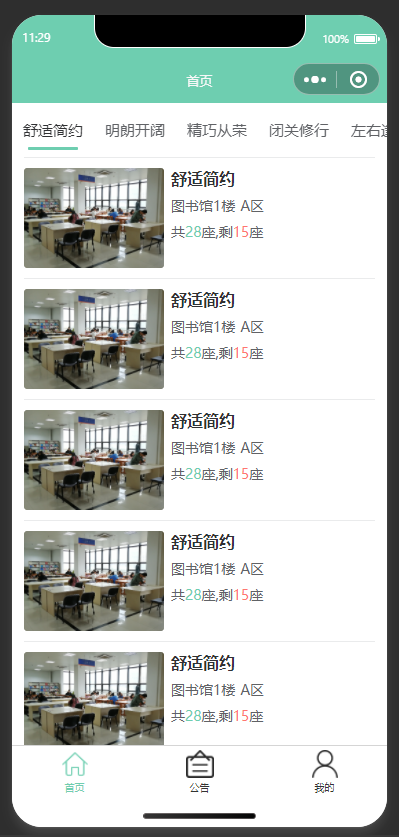 11:29
100%
首页
舒适简约 明朗开阔 精巧从荣 闭关修行 左右
舒适简约
图书馆1楼 A区
共28座,剩15座
舒适简约
图书馆1楼 A区
共28座,剩15座
舒适简约
图书馆1楼 A区
共28座,剩15座
舒适简约
图书馆1楼 A区
共28座,剩15座
舒适简约
图书馆1楼 A区
共28座,剩15座
首页 公告 我的